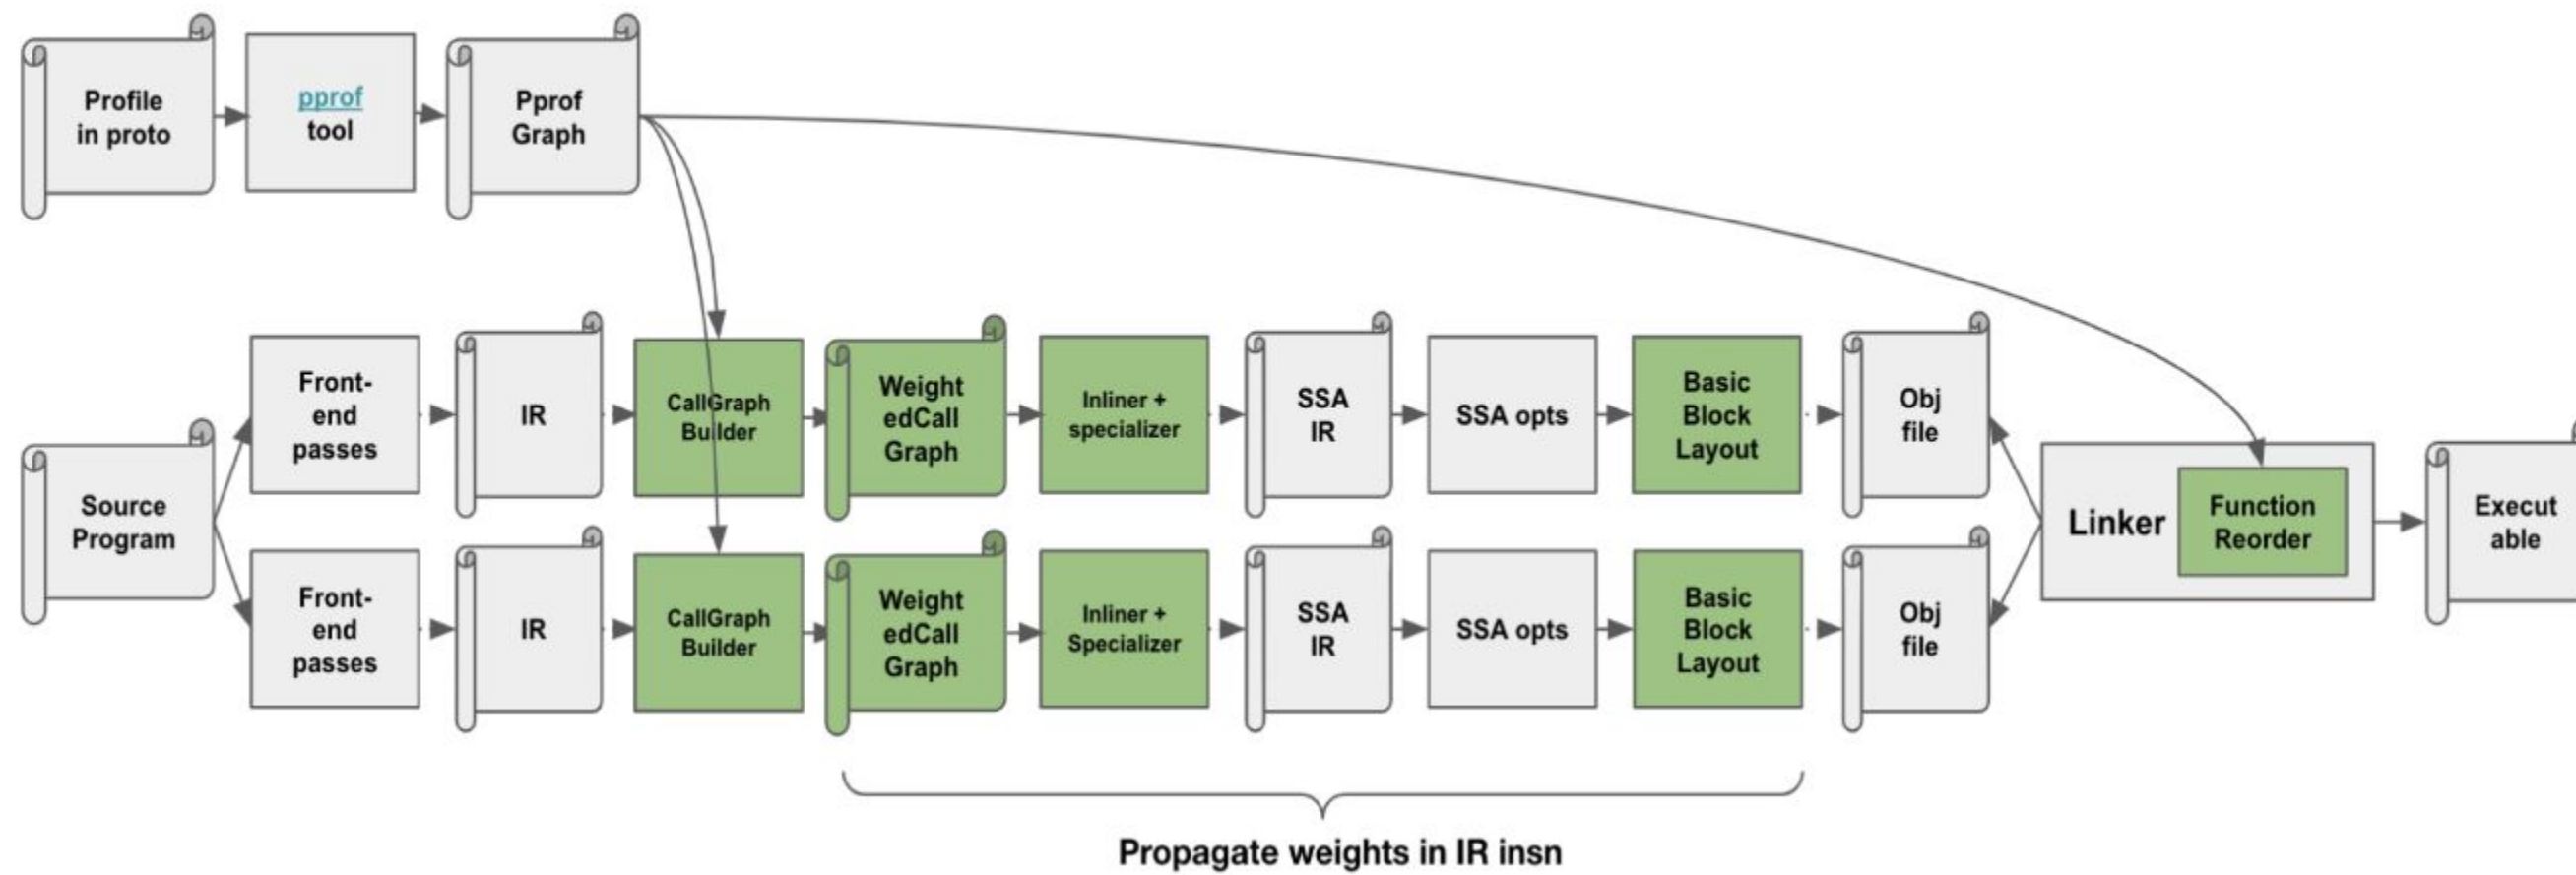 Profile
in proto
pprof
tool
Pprof
Graph
Front-
end
passes
IR
CallGraph
Builder
Weight
edCall
Graph
Inliner +
specializer
SSA
IR
SSA opts
Basic
Block
Layout
Obj
file
Source
Program
Linker
Function
Reorder
Execut
able
Front-
end
passes
IR
CallGraph
Builder
Weight
edCall
Graph
Inliner +
Specializer
SSA
IR
SSA opts
Basic
Block
Layout
Obj
file
Propagate weights in IR insn